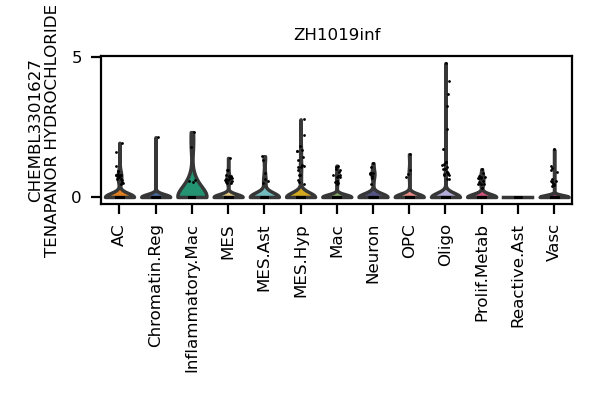 ZH1019inf
CHEMBL3301627
TENAPANOR HYDROCHLORIDE
5
0
AC
Chromatin.Reg
Inflammatory.Mac
MES
MES.Ast
MES.Hyp
Mac
Neuron
OPC
Oligo
Prolif.Metab
Reactive.Ast
Vasc